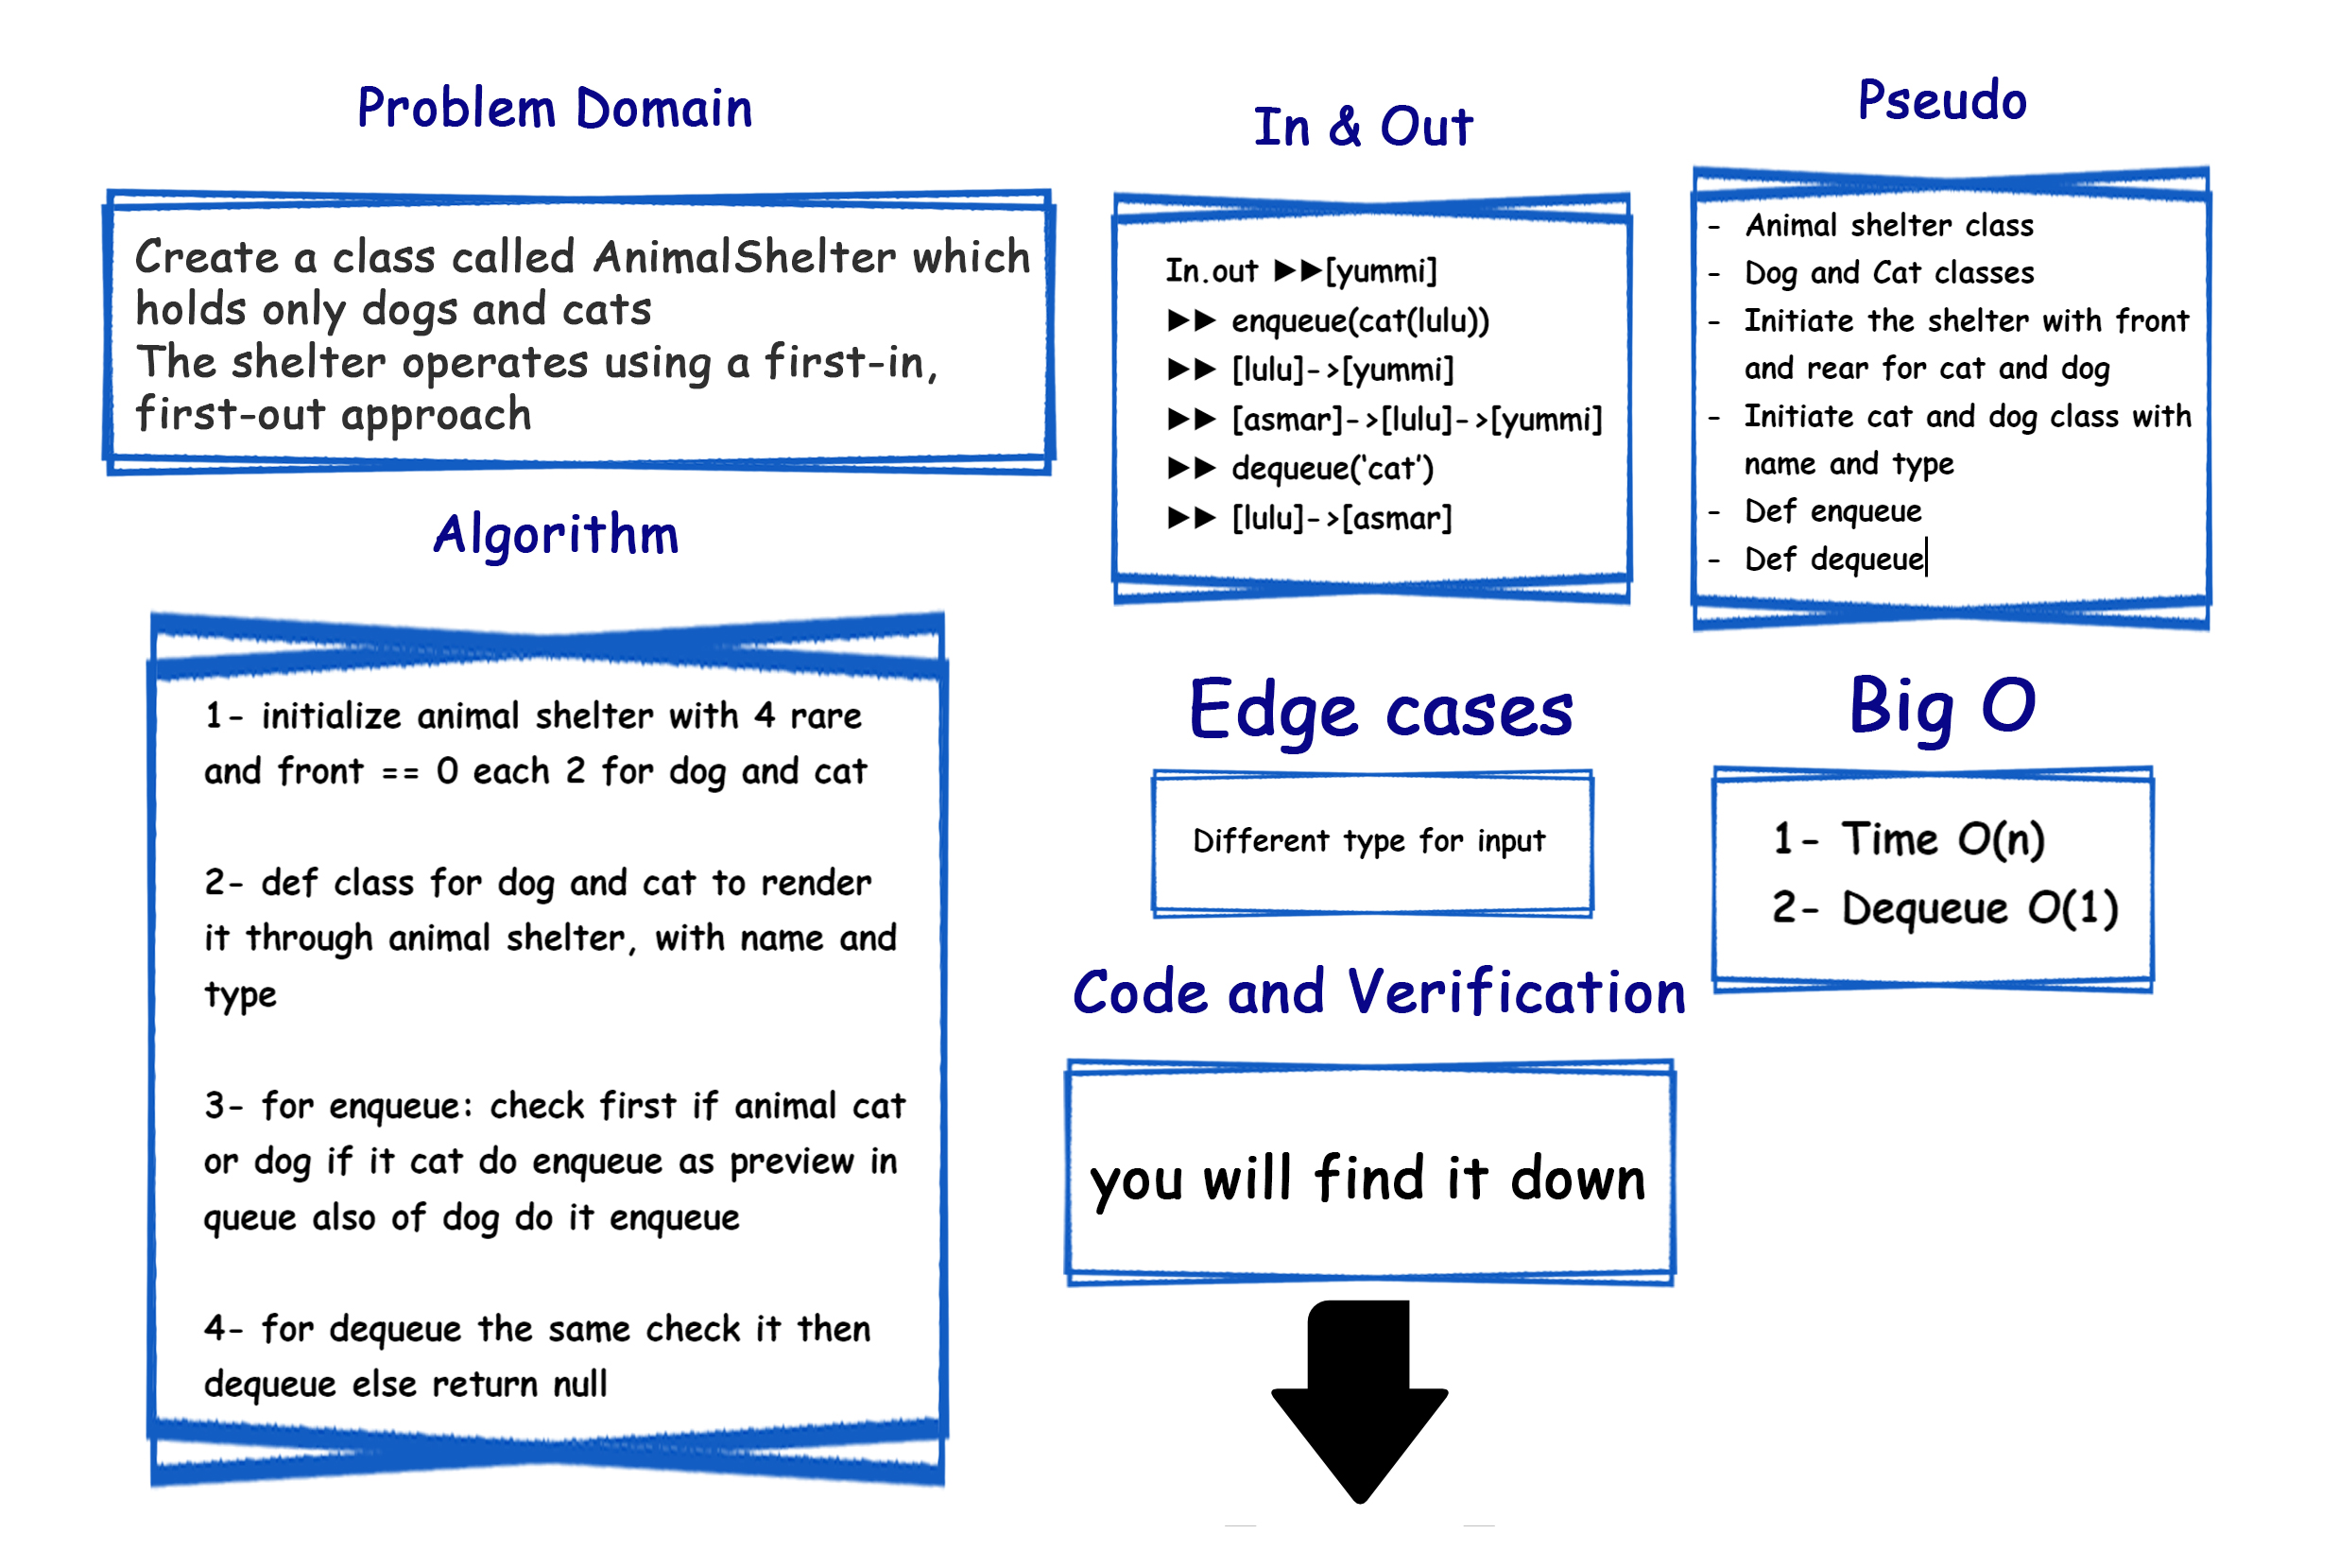 Problem Domain
Create a class called AnimalShelter which
holds only dogs and cats
The shelter operates using a first-in,
first-out approach
Algorithm
1- initialize animal shelter with 4 rare
and front == 0 each 2 for dog and cat
2- def class for dog and cat to render
it through animal shelter, with name and
type
3- for enqueue: check first if animal cat
or dog if it cat do enqueue as preview in
queue also of dog do it enqueue
4- for dequeue the same check it then
dequeue else return null
In & Out
In.out ►►[yummi]
►► enqueue(cat(lulu))
►► [lulu]->[yummi]
►► [asmar]->[lulu]->[yummi]
►► dequeue('cat')
►► [lulu]->[asmar]
Pseudo
- Animal shelter class
- Dog and Cat classes
- Initiate the shelter with front
and rear for cat and dog
- Initiate cat and dog class with
name and type
- Def enqueue
- Def dequeue
Edge cases
Different type for input
Big O
1- Time O(n)
2- Dequeue O(1)
Code and Verification
you will find it down